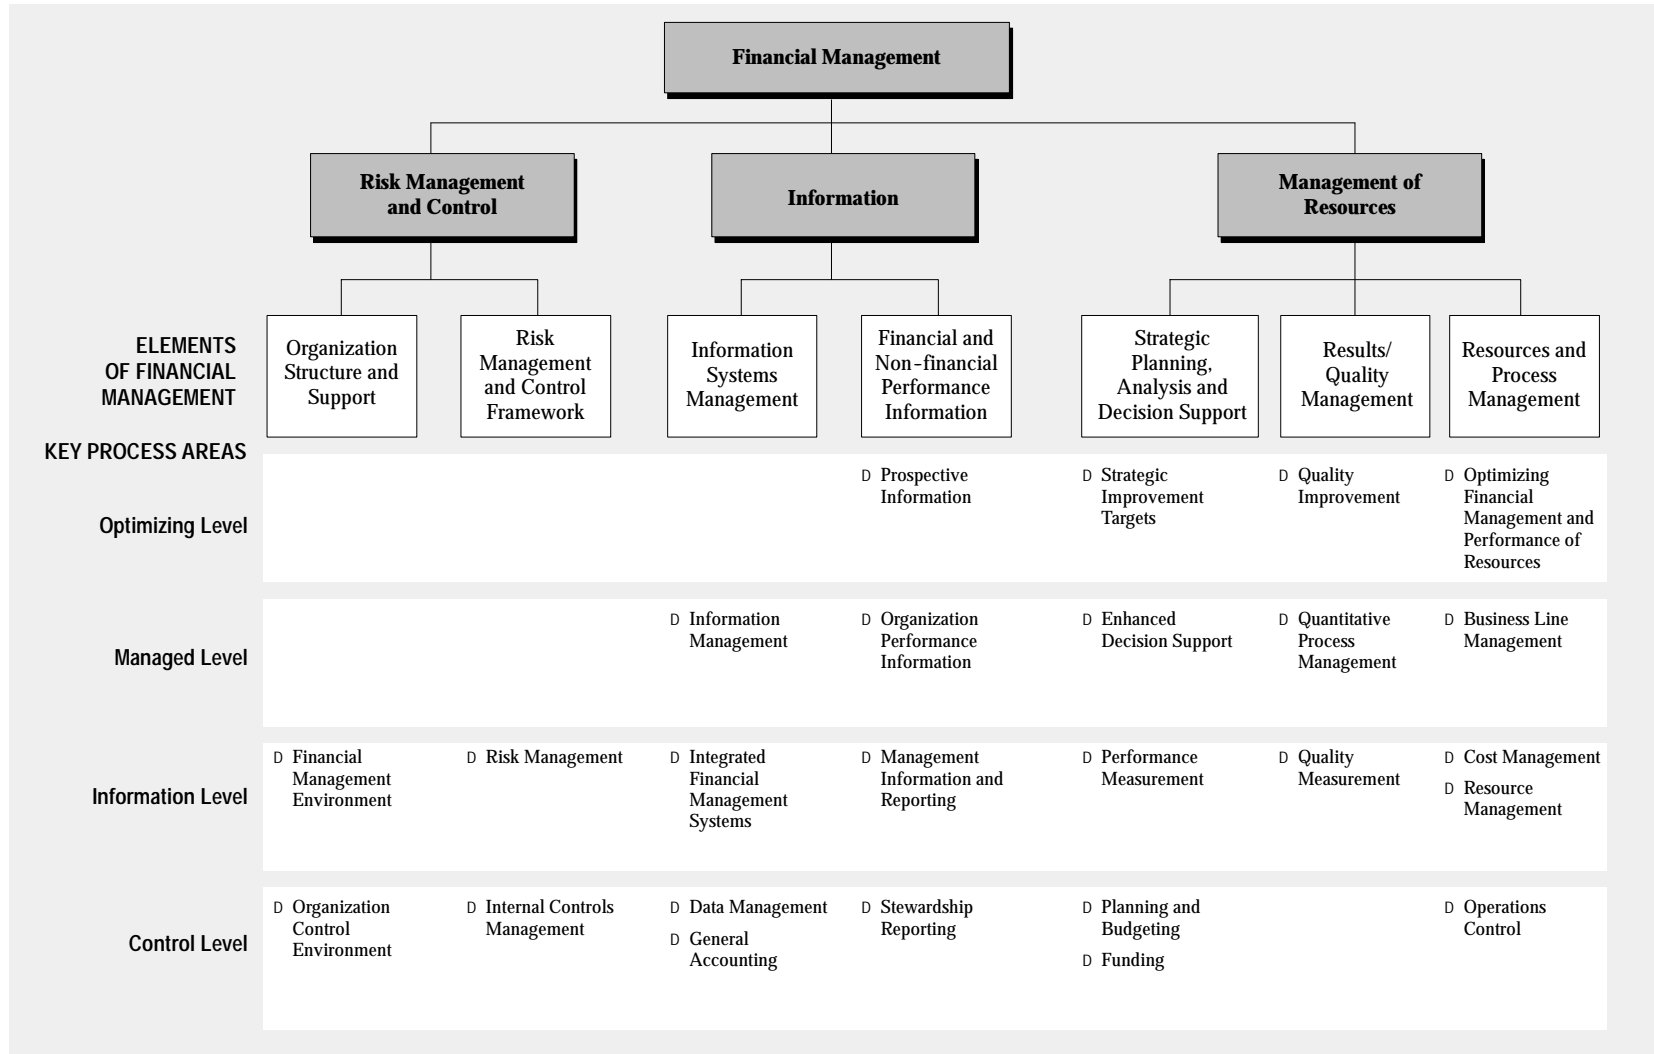 Financial Management
Risk Management
and Control
Information
Management of
Resources
ELEMENTS
OF FINANCIAL
MANAGEMENT
Organization
Structure and
Support
Risk
Management
and Control
Framework
Information
Systems
Management
Financial and
Non-financial
Performance
Information
Strategic
Planning,
Analysis and
Decision Support
Results/
Quality
Management
Resources and
Process
Management
KEY PROCESS AREAS
Optimizing Level
D Prospective
Information
D Strategic
Improvement
Targets
D Quality
Improvement
D Optimizing
Financial
Management and
Performance of
Resources
Managed Level
D Information
Management
D Organization
Performance
Information
D Enhanced
Decision Support
D Quantitative
Process
Management
D Business Line
Management
Information Level
D Financial
Management
Environment
D Risk Management
D Integrated
Financial
Management
Systems
D Management
Information and
Reporting
D Performance
Measurement
D Quality
Measurement
D Cost Management
D Resource
Management
Control Level
D Organization
Control
Environment
D Internal Controls
Management
D Data Management
D General
Accounting
D Stewardship
Reporting
D Planning and
Budgeting
D Funding
D Operations
Control